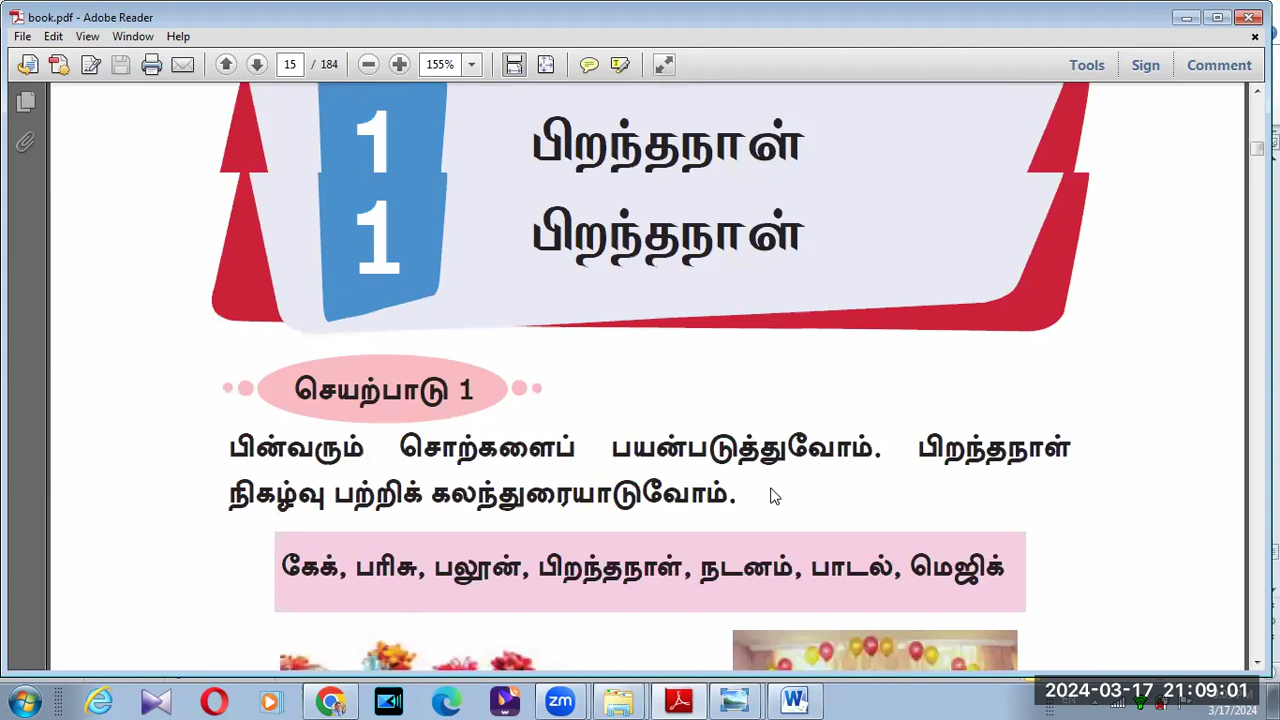 book.pdf - Adobe Reader
File Edit View Window Help
15 / 184 155% Tools Sign Comment
1 பிறந்தநாள்
1 பிறந்தநாள்
செயற்பாடு 1
பின்வரும் சொற்களைப் பயன்படுத்துவோம். பிறந்தநாள்
நிகழ்வு பற்றிக் கலந்துரையாடுவோம்.
கேக், பரிசு, பலூன், பிறந்தநாள், நடனம், பாடல், மெஜிக்
zm W
2024-03-17 21:09:01
3/17/2024